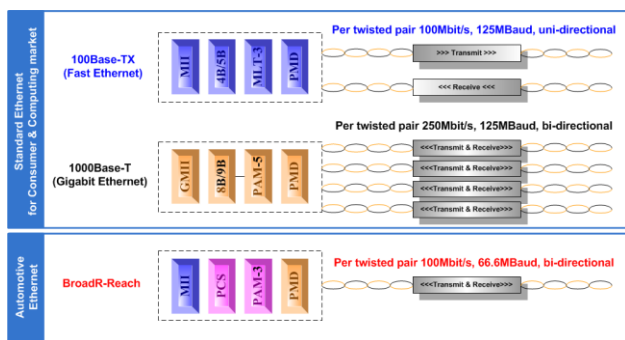 Standard Ethernet
for Consumer & Computing market
100Base-TX
(Fast Ethernet)
MII
4B/5B
MLT-3
PMD
Per twisted pair 100Mbit/s, 125MBaud, uni-directional
>>> Transmit >>>
<<< Receive <<<
1000Base-T
(Gigabit Ethernet)
GMII
8B/9B
PAM-5
PMD
Per twisted pair 250Mbit/s, 125MBaud, bi-directional
<<<Transmit & Receive>>>
<<<Transmit & Receive>>>
<<<Transmit & Receive>>>
<<<Transmit & Receive>>>
Automotive
Ethernet
BroadR-Reach
MII
PCS
PAM-3
PMD
Per twisted pair 100Mbit/s, 66.6MBaud, bi-directional
<<<Transmit & Receive>>>